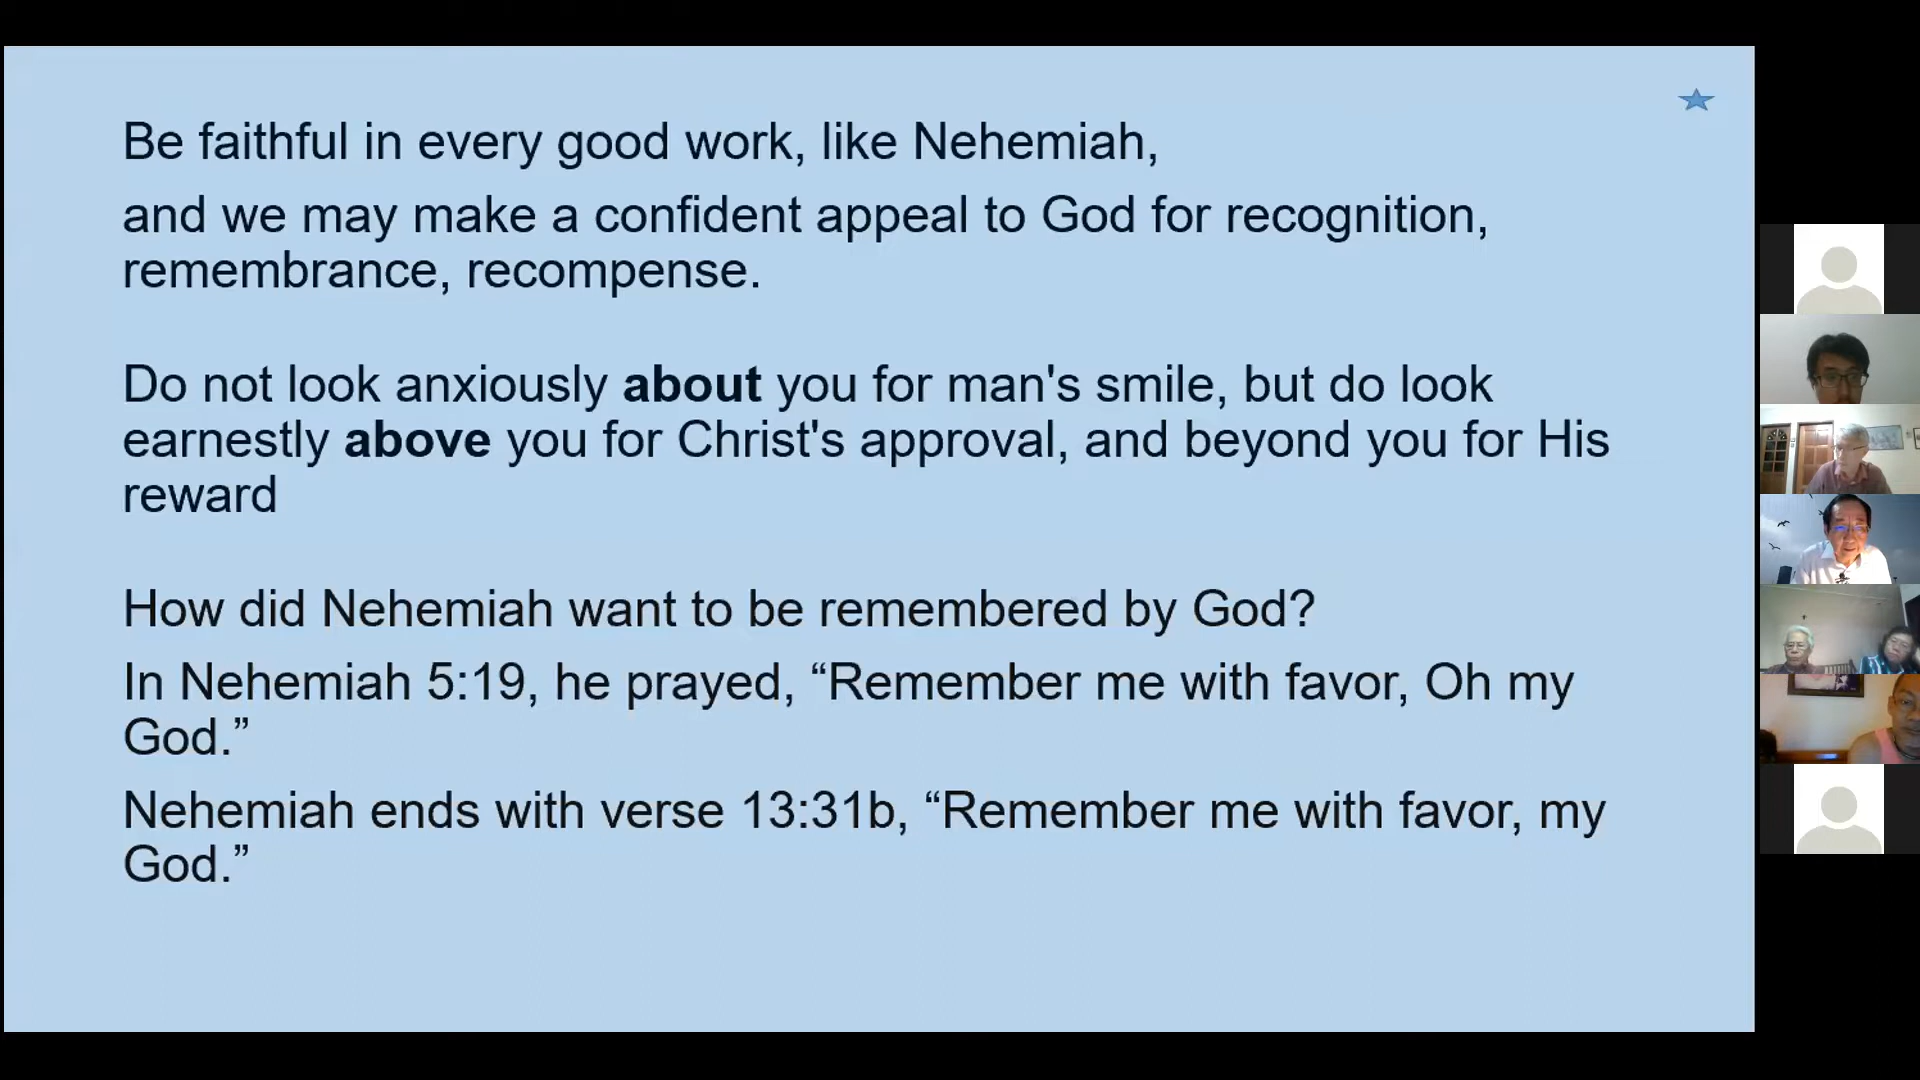 Be faithful in every good work, like Nehemiah,
and we may make a confident appeal to God for recognition,
remembrance, recompense.
Do not look anxiously about you for man's smile, but do look
earnestly above you for Christ's approval, and beyond you for His
reward
How did Nehemiah want to be remembered by God?
In Nehemiah 5:19, he prayed, “Remember me with favor, Oh my
God.”
Nehemiah ends with verse 13:31b, “Remember me with favor, my
God.”